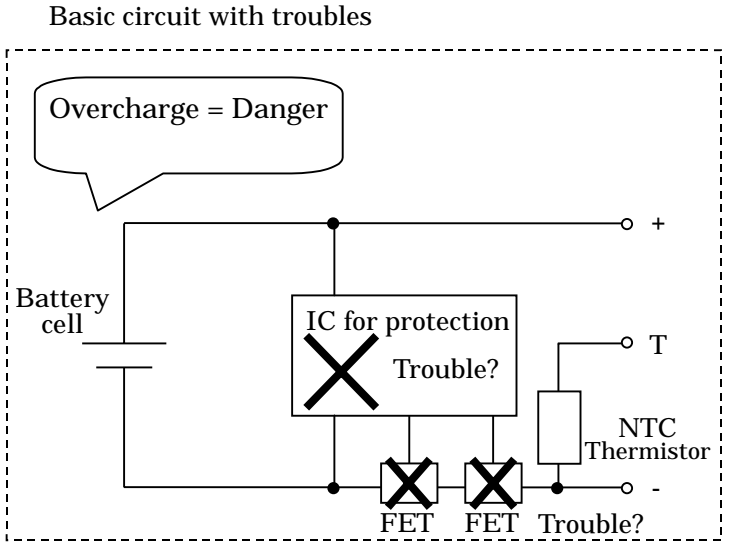 Basic circuit with troubles
Overcharge = Danger
+
Battery
cell
IC for protection
Trouble?
T
NTC
Thermistor
-
FET
FET
Trouble?